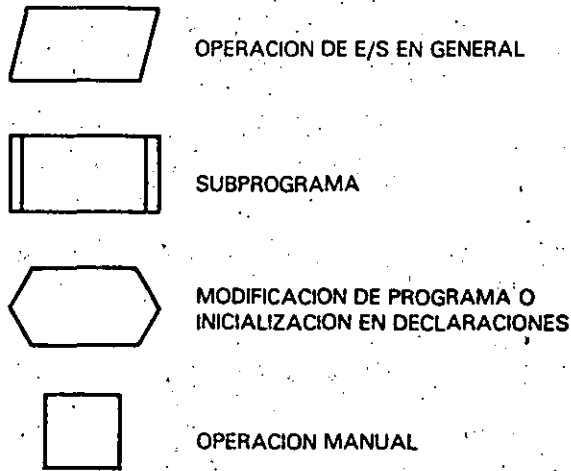 OPERACION DE E/S EN GENERAL
SUBPROGRAMA
MODIFICACION DE PROGRAMA O
INICIALIZACION EN DECLARACIONES
OPERACION MANUAL